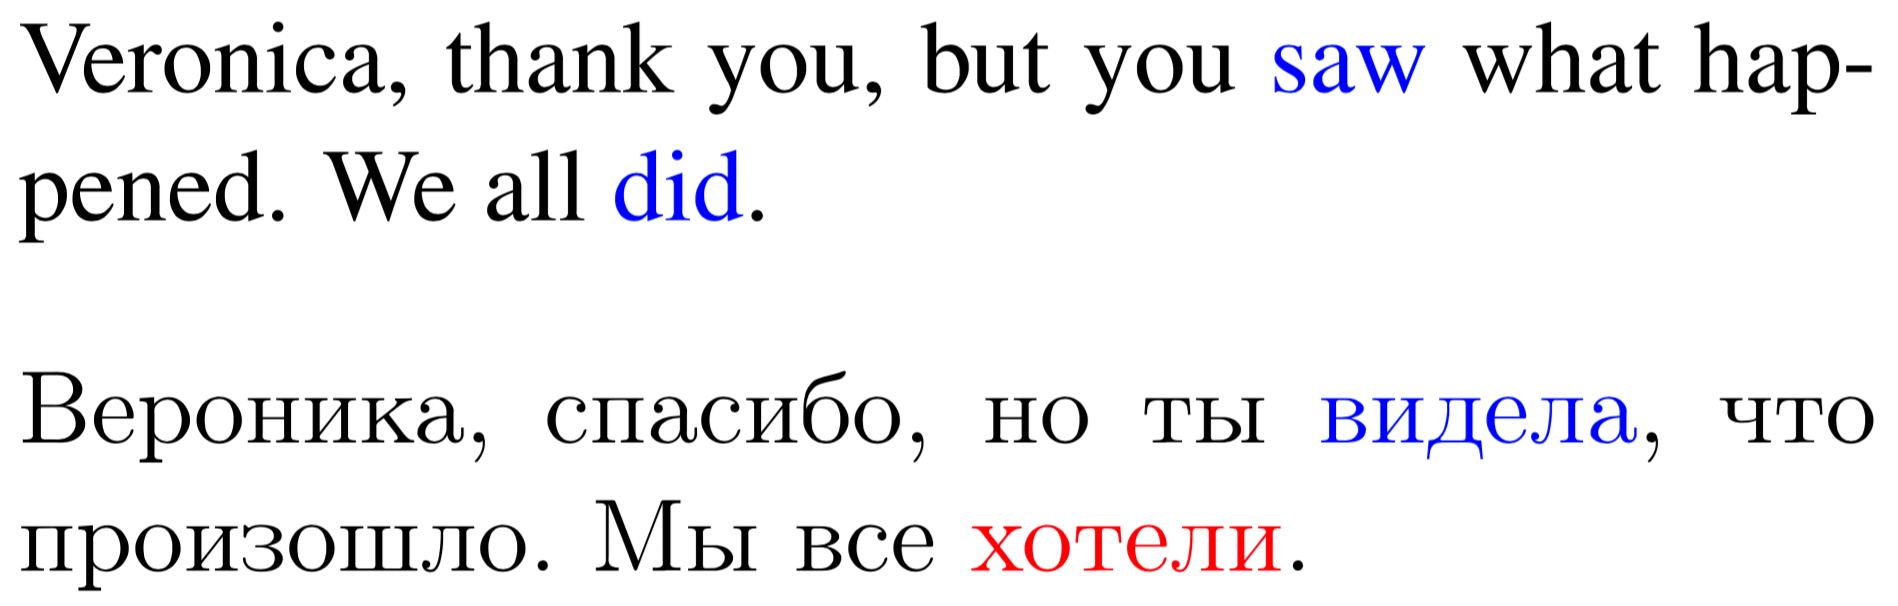 Veronica, thank you, but you saw what hap-
pened. We all did.
Вероника, спасибо, но ты видела, что
произошло. Мы все хотели.